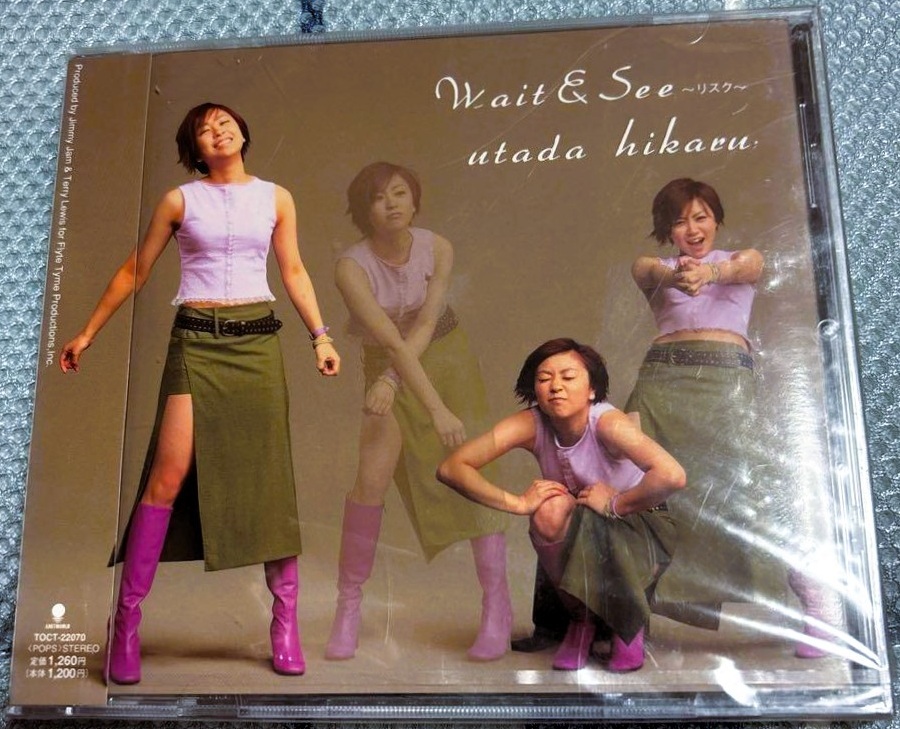 Wait & See ~リスク~
utada hikaru
Produced by Jimmy Jam & Terry Lewis for Flyte Tyme Productions, Inc.
EASTWORLD
TOCT-22070
〈POPS〉STEREO
定価1,260円
(本体1,200円)